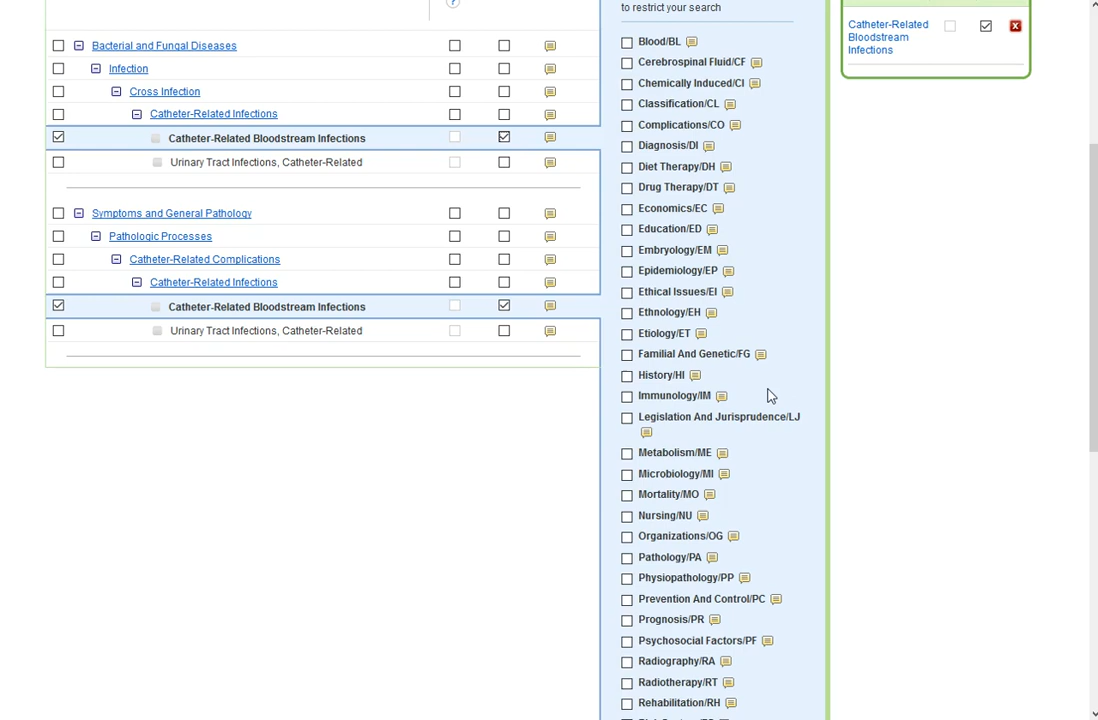 ?
Bacterial and Fungal Diseases
Infection
Cross Infection
Catheter-Related Infections
Catheter-Related Bloodstream Infections
Urinary Tract Infections, Catheter-Related
Symptoms and General Pathology
Pathologic Processes
Catheter-Related Complications
Catheter-Related Infections
Catheter-Related Bloodstream Infections
Urinary Tract Infections, Catheter-Related
to restrict your search
Blood/BL
Cerebrospinal Fluid/CF
Chemically Induced/CI
Classification/CL
Complications/CO
Diagnosis/DI
Diet Therapy/DH
Drug Therapy/DT
Economics/EC
Education/ED
Embryology/EM
Epidemiology/EP
Ethical Issues/EI
Ethnology/EH
Etiology/ET
Familial And Genetic/FG
History/HI
Immunology/IM
Legislation And Jurisprudence/LJ
Metabolism/ME
Microbiology/MI
Mortality/MO
Nursing/NU
Organizations/OG
Pathology/PA
Physiopathology/PP
Prevention And Control/PC
Prognosis/PR
Psychosocial Factors/PF
Radiography/RA
Radiotherapy/RT
Rehabilitation/RH
Catheter-Related
Bloodstream
Infections